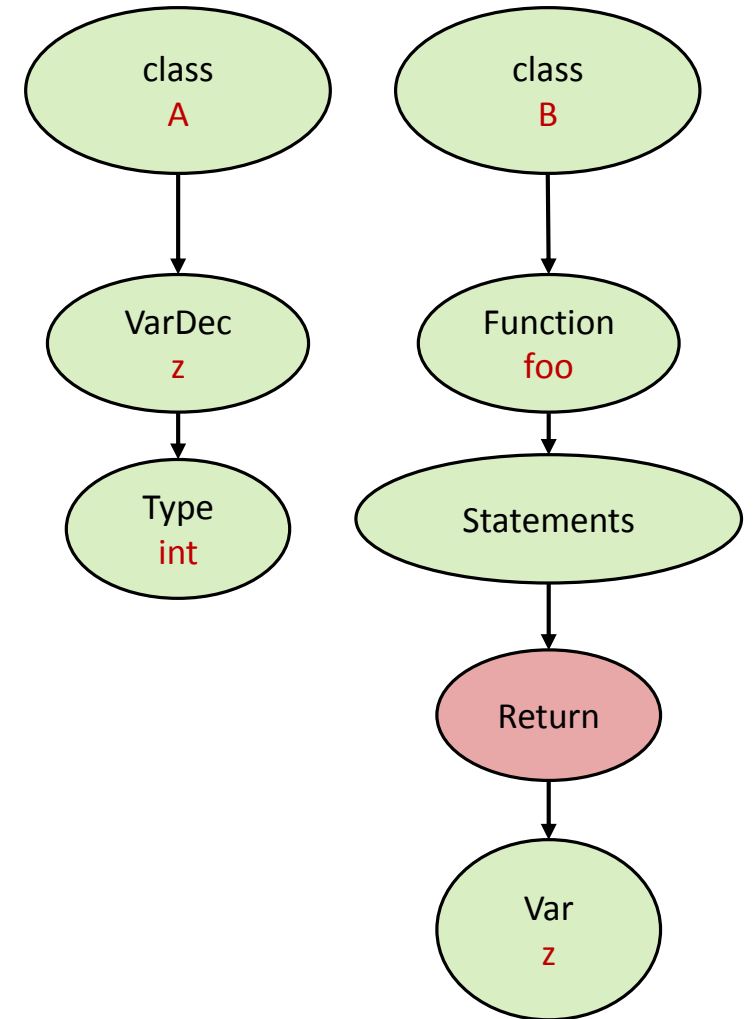 class
A
VarDec
z
Type
int
class
B
Function
foo
Statements
Return
Var
z